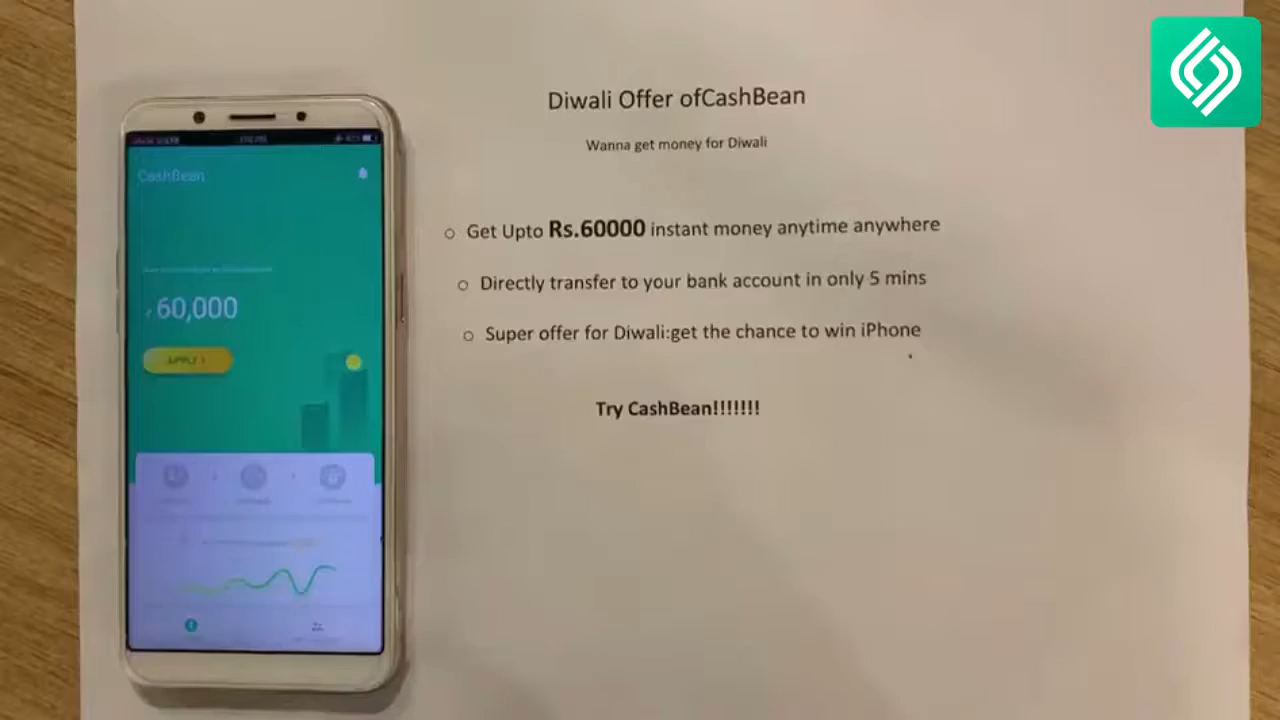 Diwali Offer ofCashBean
Wanna get money for Diwali
Get Upto Rs.60000 instant money anytime anywhere
Directly transfer to your bank account in only 5 mins
Super offer for Diwali:get the chance to win iPhone
Try CashBean!!!!!!!
CashBean
60,000
APPLY